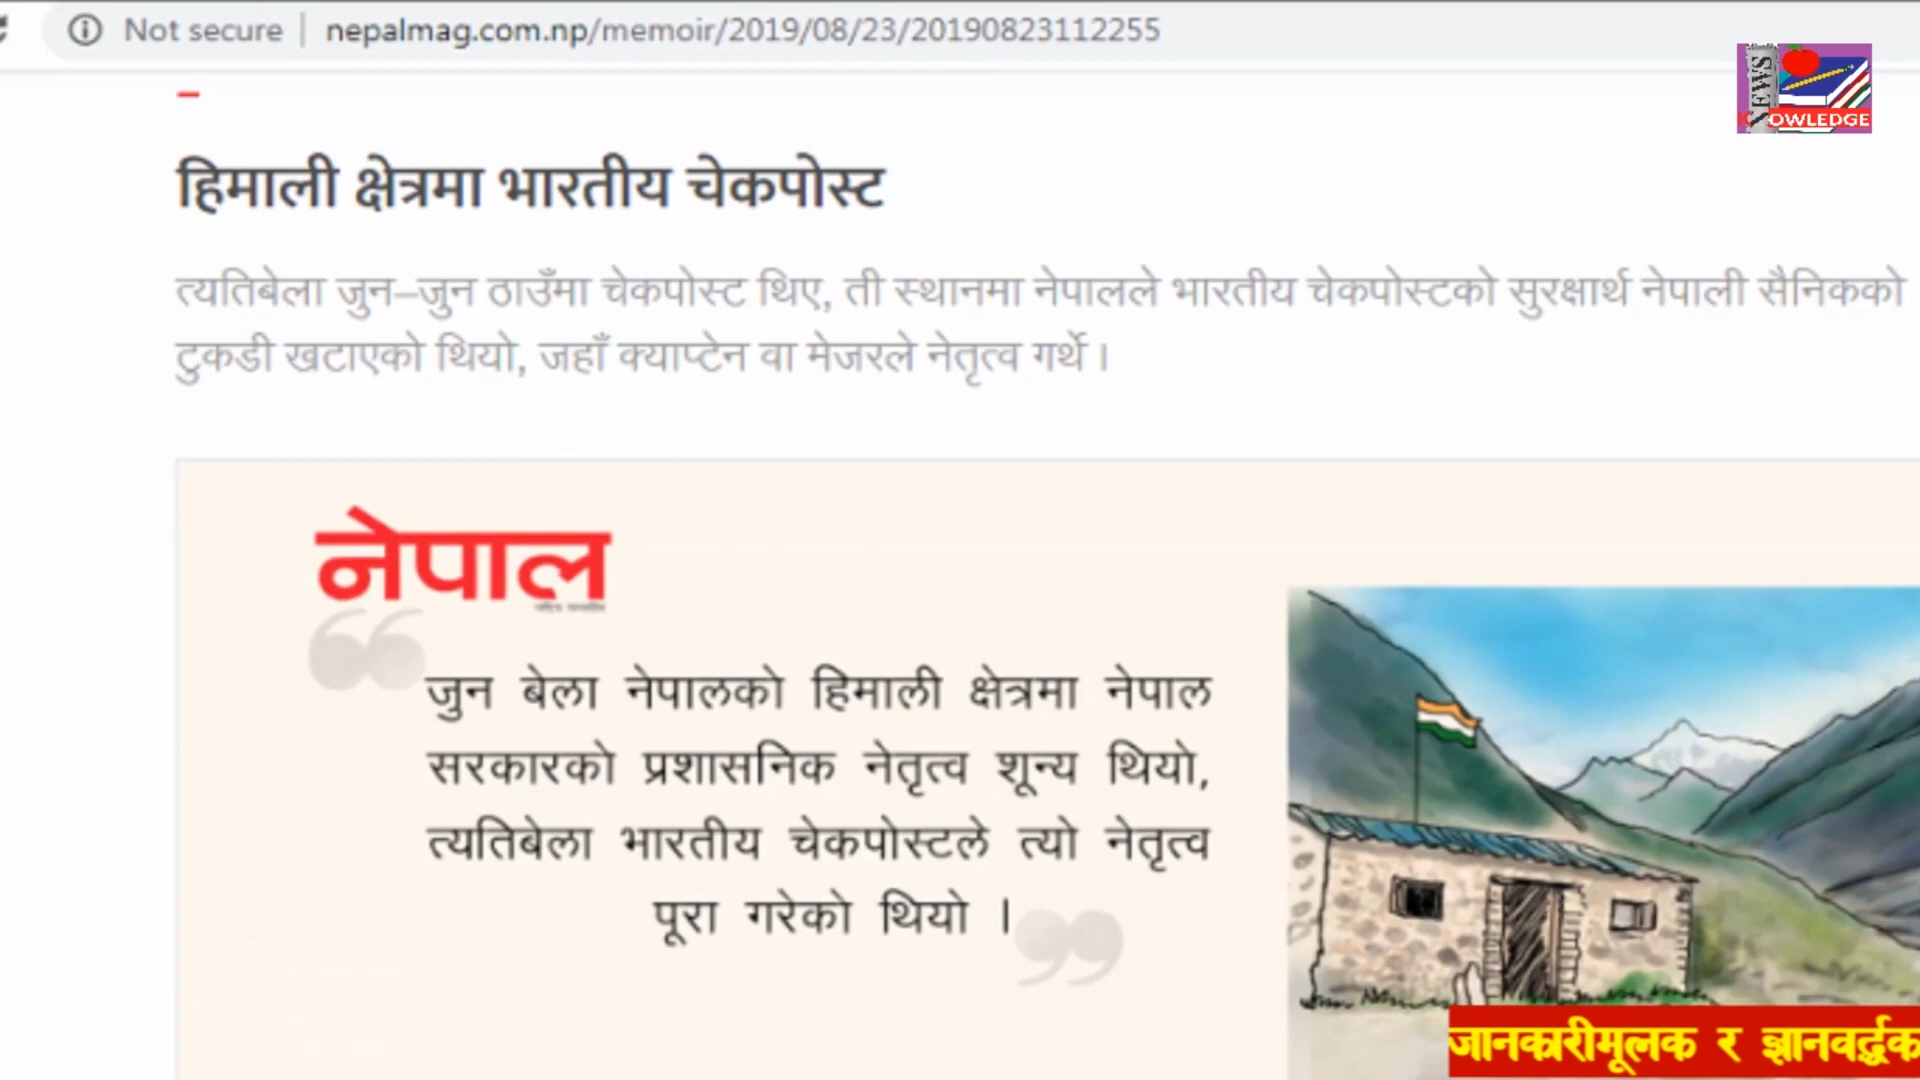 Not secure | nepalmag.com.np/memoir/2019/08/23/20190823112255
NEWS
KNOWLEDGE
हिमाली क्षेत्रमा भारतीय चेकपोस्ट
त्यतिबेला जुन–जुन ठाउँमा चेकपोस्ट थिए, ती स्थानमा नेपालले भारतीय चेकपोस्टको सुरक्षार्थ नेपाली सैनिकको
टुकडी खटाएको थियो, जहाँ क्याप्टेन वा मेजरले नेतृत्व गर्थे ।
नेपाल
“जुन बेला नेपालको हिमाली क्षेत्रमा नेपाल
सरकारको प्रशासनिक नेतृत्व शून्य थियो,
त्यतिबेला भारतीय चेकपोस्टले त्यो नेतृत्व
पूरा गरेको थियो ।”
जानकारीमूलक र ज्ञानवर्द्धक